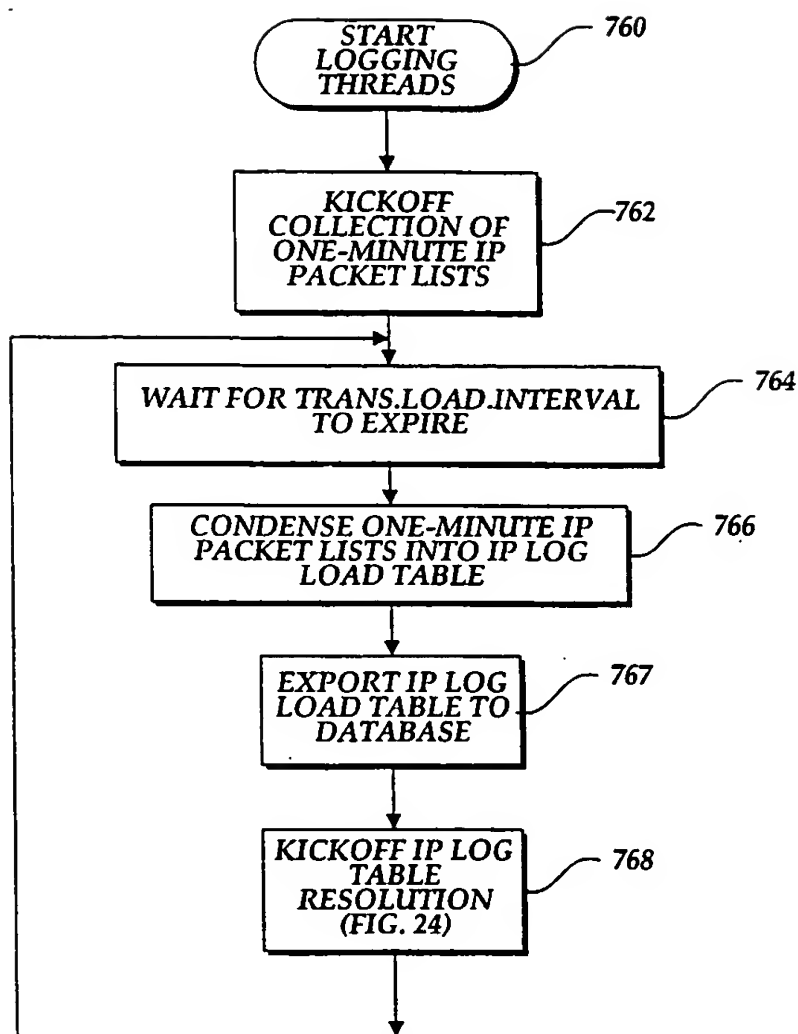 START
LOGGING
THREADS
760
KICKOFF
COLLECTION OF
ONE-MINUTE IP
PACKET LISTS
762
WAIT FOR TRANS.LOAD.INTERVAL
TO EXPIRE
764
CONDENSE ONE-MINUTE IP
PACKET LISTS INTO IP LOG
LOAD TABLE
766
EXPORT IP LOG
LOAD TABLE TO
DATABASE
767
KICKOFF IP LOG
TABLE
RESOLUTION
(FIG. 24)
768